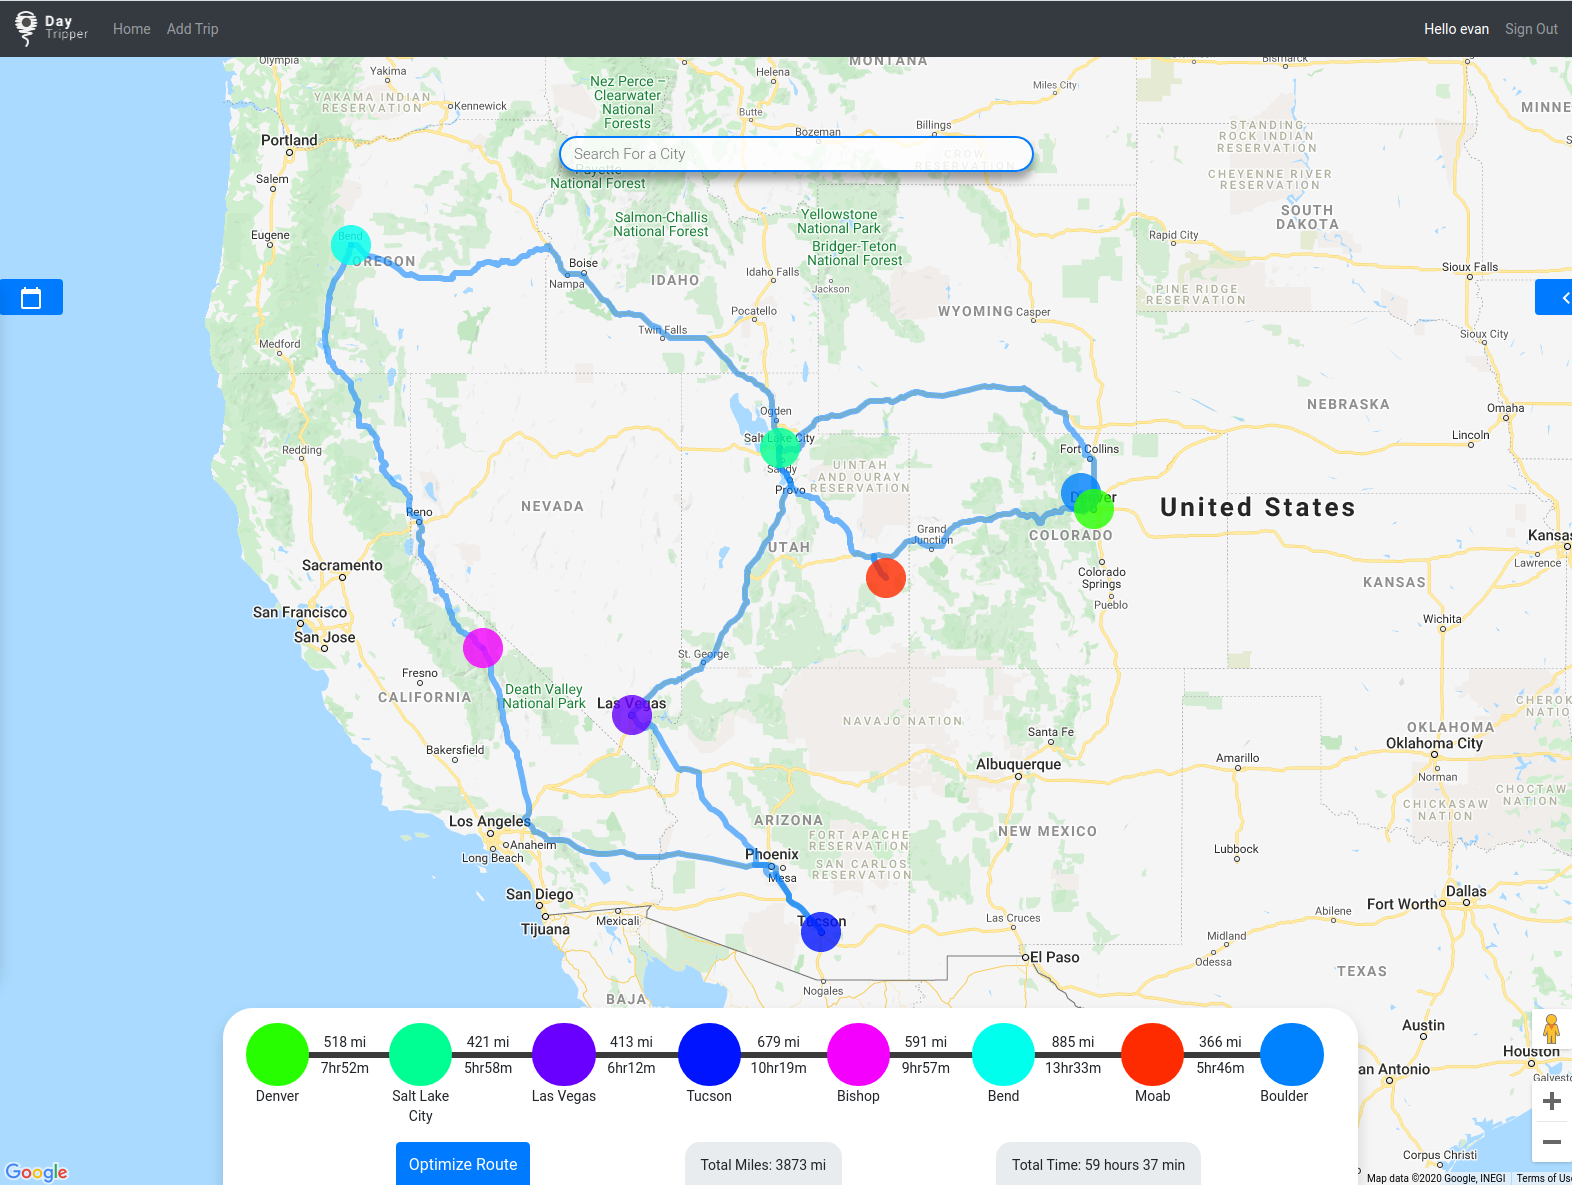 Day
Tripper
Home
Add Trip
Hello evan
Sign Out
Olympia
Yakima
YAKAMA INDIAN
RESERVATION
Kennewick
Portland
Salem
Eugene
Bend
OREGON
Medford
Redding
Nez Perce –
Clearwater
National
Forests
Helena
MONTANA
Miles City
Bismarck
Butte
Bozeman
Billings
MINNE
STANDING
ROCK INDIAN
RESERVATION
Search For a City
CROW
RESERVATION
Payette
National Forest
CHEYENNE RIVER
RESERVATION
Salmon-Challis
National Forest
Yellowstone
National Park
Bridger-Teton
National Forest
SOUTH
DAKOTA
Rapid City
Sioux Falls
Boise
Nampa
IDAHO
Idaho Falls
Jackson
Pocatello
Twin Falls
WYOMING
Casper
PINE RIDGE
RESERVATION
Sioux City
NEBRASKA
Omaha
Lincoln
Ogden
Salt Lake City
Sandy
Provo
UINTAH
AND OURAY
RESERVATION
Fort Collins
Denver
United States
NEVADA
Reno
UTAH
Grand
Junction
COLORADO
Colorado
Springs
Pueblo
Kansas
Lawrence
KANSAS
Wichita
Sacramento
San Francisco
San Jose
Fresno
CALIFORNIA
Death Valley
National Park
St. George
Las Vegas
NAVAJO NATION
Santa Fe
Albuquerque
Amarillo
CHEROK
NATION
OKLAHOMA
Oklahoma City
Norman
CHICKASAW
NATION
CHOCTAW
NATION
Bakersfield
Los Angeles
Anaheim
Long Beach
San Diego
Tijuana
Mexicali
ARIZONA
FORT APACHE
RESERVATION
SAN CARLOS
RESERVATION
Phoenix
Mesa
Tucson
Nogales
NEW MEXICO
Las Cruces
El Paso
Lubbock
Dallas
Fort Worth
Abilene
Midland
Odessa
TEXAS
BAJA
Austin
Houston
an Antonio
Galvesto
Corpus Christi
518 mi
7hr52m
421 mi
5hr58m
413 mi
6hr12m
679 mi
10hr19m
591 mi
9hr57m
885 mi
13hr33m
366 mi
5hr46m
Denver
Salt Lake
City
Las Vegas
Tucson
Bishop
Bend
Moab
Boulder
Optimize Route
Total Miles: 3873 mi
Total Time: 59 hours 37 min
Google
Map data ©2020 Google, INEGI
Terms of Us